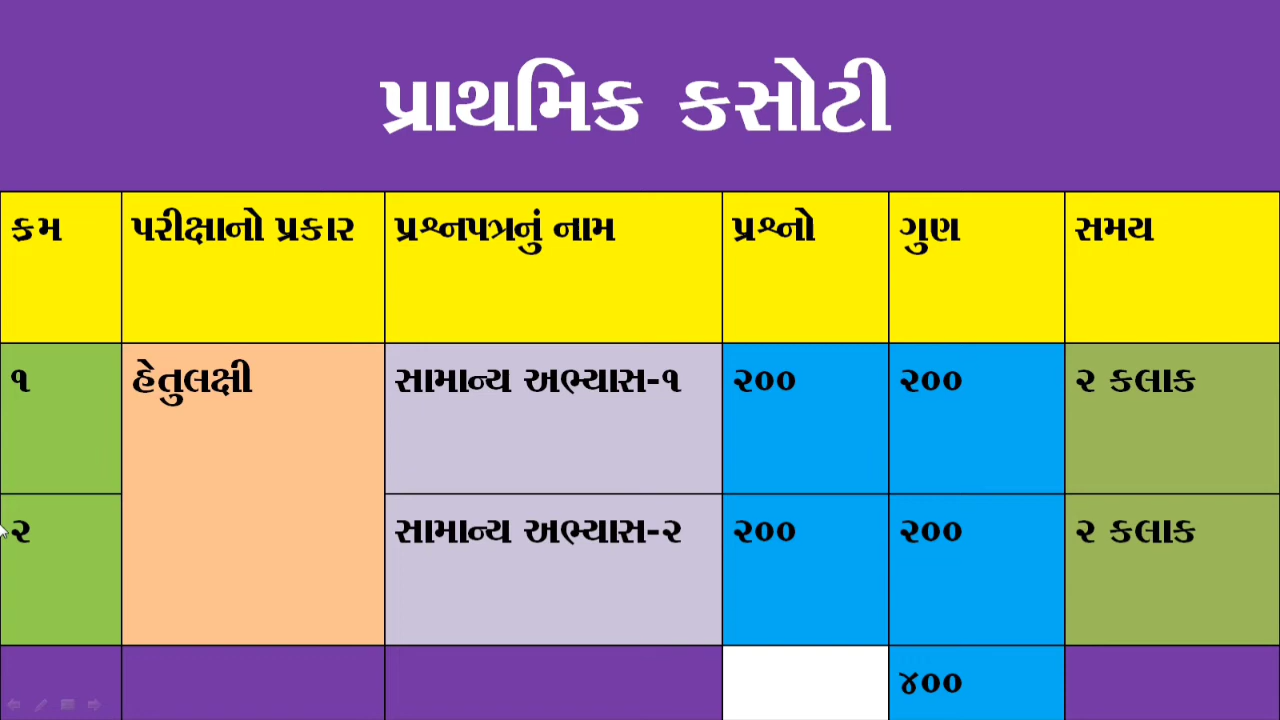 પ્રાથમિક કસોટી
ક્રમ પરીક્ષાનો પ્રકાર પ્રશ્નપત્રનું નામ પ્રશ્નો ગુણ સમય
૧ હેતુલક્ષી સામાન્ય અભ્યાસ-૧ ૨૦૦ ૨૦૦ ૨ કલાક
૨ સામાન્ય અભ્યાસ-૨ ૨૦૦ ૨૦૦ ૨ કલાક
૪૦૦